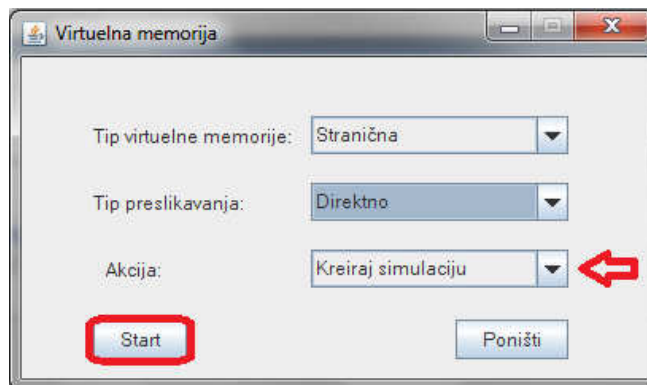 Virtuelna memorija
Tip virtuelne memorije: Stranična
Tip preslikavanja: Direktno
Akcija: Kreiraj simulaciju
Start Poništi